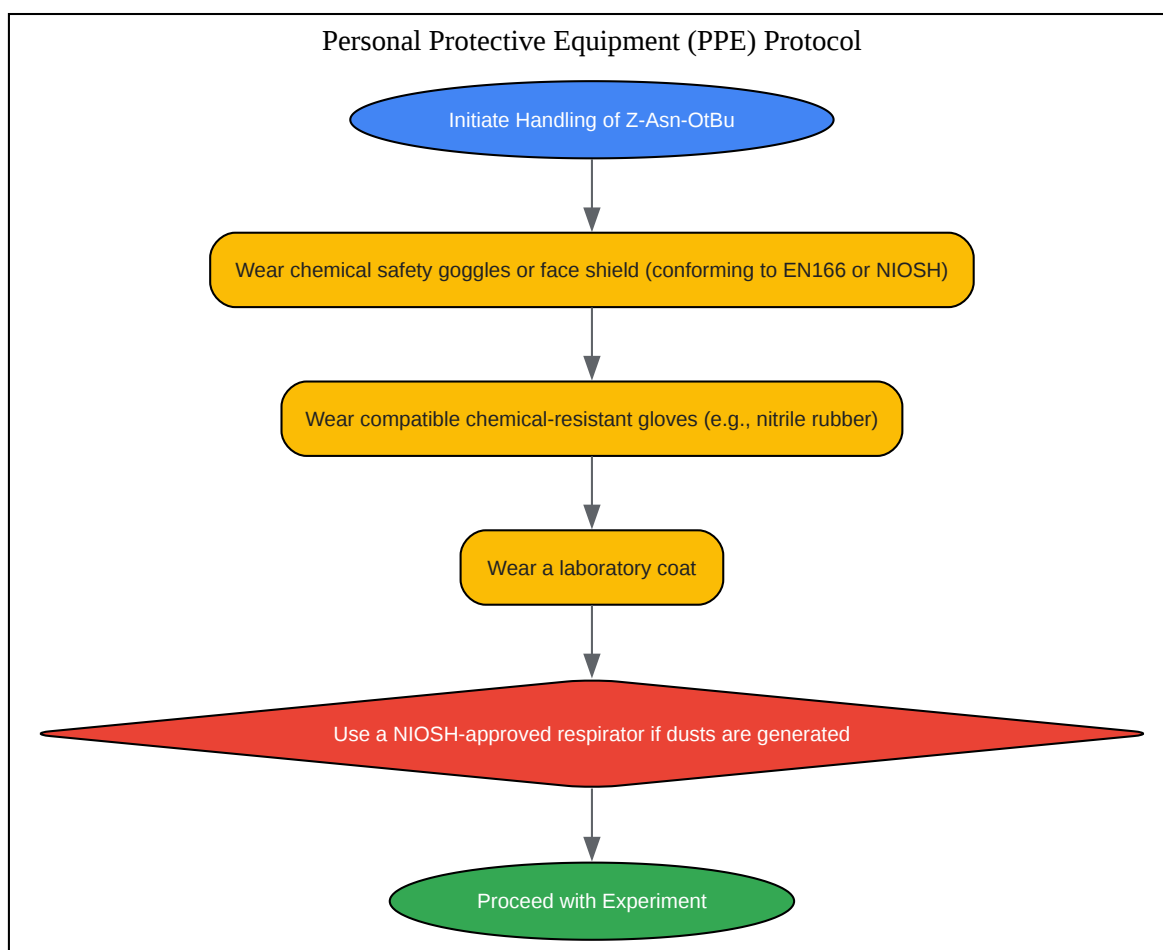 Personal Protective Equipment (PPE) Protocol
Initiate Handling of Z-Asn-OtBu
Wear chemical safety goggles or face shield (conforming to EN166 or NIOSH)
Wear compatible chemical-resistant gloves (e.g., nitrile rubber)
Wear a laboratory coat
Use a NIOSH-approved respirator if dusts are generated
Proceed with Experiment